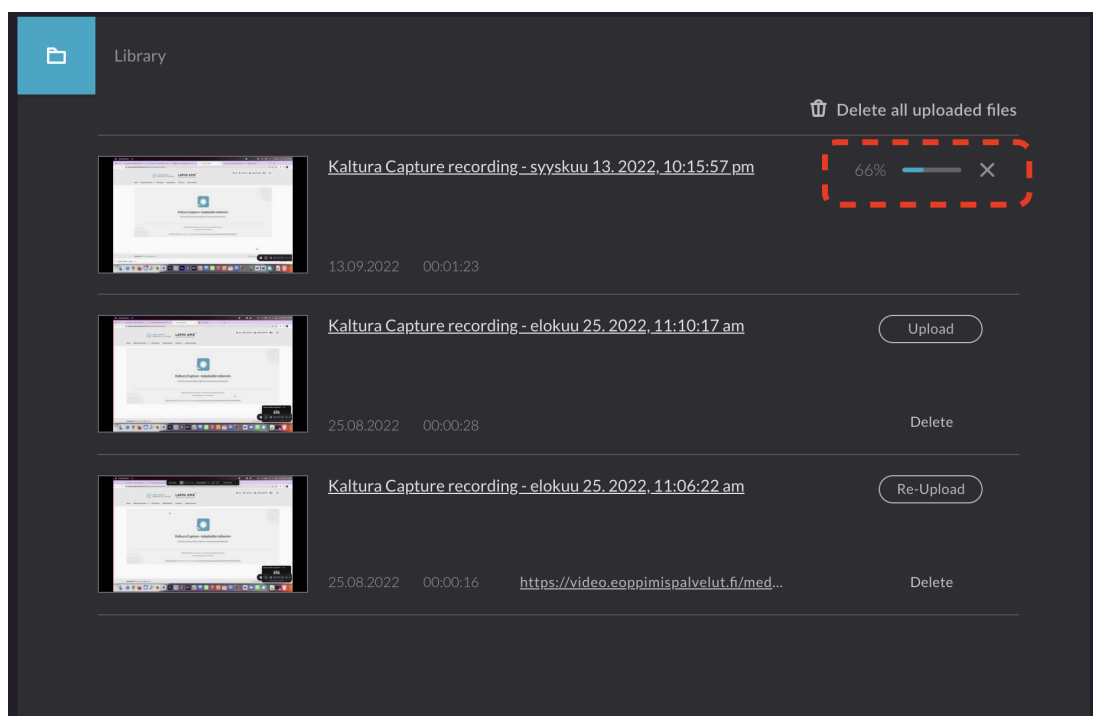 Library
Delete all uploaded files
Kaltura Capture recording - syyskuu 13. 2022, 10:15:57 pm
66%
13.09.2022 00:01:23
Kaltura Capture recording - elokuu 25. 2022, 11:10:17 am
Upload
25.08.2022 00:00:28
Delete
Kaltura Capture recording - elokuu 25. 2022, 11:06:22 am
Re-Upload
25.08.2022 00:00:16 https://video.eoppimispalvelut.fi/med...
Delete